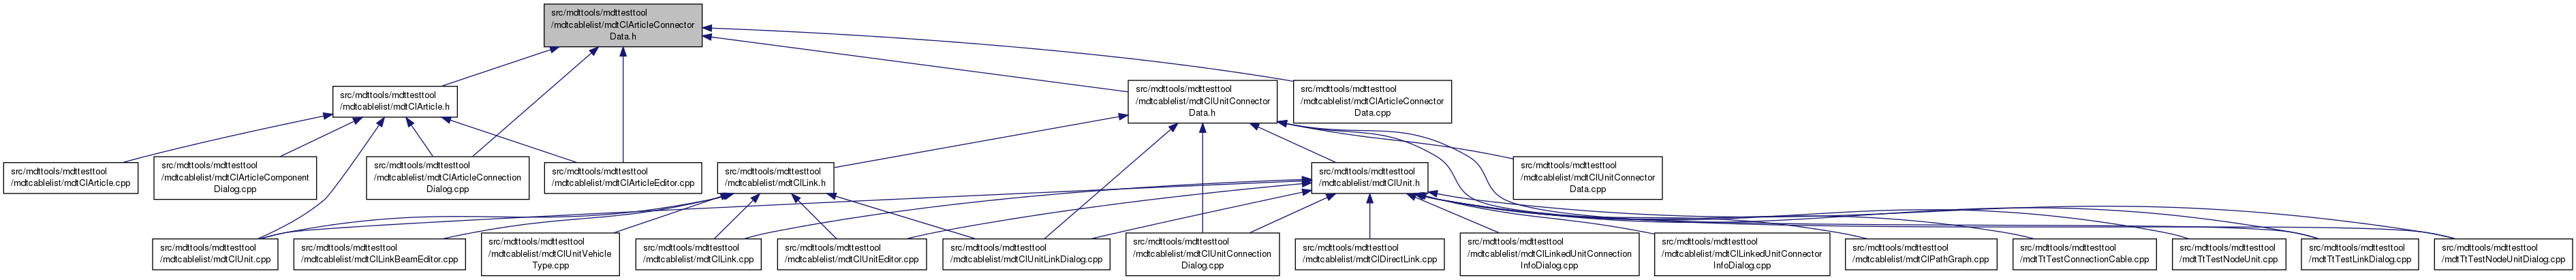 src/mdttools/mdttesttool
/mdtcablelist/mdtClArticleConnector
Data.h
src/mdttools/mdttesttool
/mdtcablelist/mdtClArticle.h
src/mdttools/mdttesttool
/mdtcablelist/mdtClUnitConnector
Data.h
src/mdttools/mdttesttool
/mdtcablelist/mdtClArticleConnector
Data.cpp
src/mdttools/mdttesttool
/mdtcablelist/mdtClArticle.cpp
src/mdttools/mdttesttool
/mdtcablelist/mdtClArticleComponent
Dialog.cpp
src/mdttools/mdttesttool
/mdtcablelist/mdtClArticleConnection
Dialog.cpp
src/mdttools/mdttesttool
/mdtcablelist/mdtClArticleEditor.cpp
src/mdttools/mdttesttool
/mdtcablelist/mdtClLink.h
src/mdttools/mdttesttool
/mdtcablelist/mdtClUnit.h
src/mdttools/mdttesttool
/mdtcablelist/mdtClUnitConnector
Data.cpp
src/mdttools/mdttesttool
/mdtcablelist/mdtClUnit.cpp
src/mdttools/mdttesttool
/mdtcablelist/mdtClLinkBeamEditor.cpp
src/mdttools/mdttesttool
/mdtcablelist/mdtClUnitVehicle
Type.cpp
src/mdttools/mdttesttool
/mdtcablelist/mdtClLink.cpp
src/mdttools/mdttesttool
/mdtcablelist/mdtClUnitEditor.cpp
src/mdttools/mdttesttool
/mdtcablelist/mdtClUnitLinkDialog.cpp
src/mdttools/mdttesttool
/mdtcablelist/mdtClUnitConnection
Dialog.cpp
src/mdttools/mdttesttool
/mdtcablelist/mdtClDirectLink.cpp
src/mdttools/mdttesttool
/mdtcablelist/mdtClLinkedUnitConnection
InfoDialog.cpp
src/mdttools/mdttesttool
/mdtcablelist/mdtClLinkedUnitConnector
InfoDialog.cpp
src/mdttools/mdttesttool
/mdtcablelist/mdtClPathGraph.cpp
src/mdttools/mdttesttool
/mdtTtTestConnectionCable.cpp
src/mdttools/mdttesttool
/mdtTtTestNodeUnit.cpp
src/mdttools/mdttesttool
/mdtTtTestLinkDialog.cpp
src/mdttools/mdttesttool
/mdtTtTestNodeUnitDialog.cpp